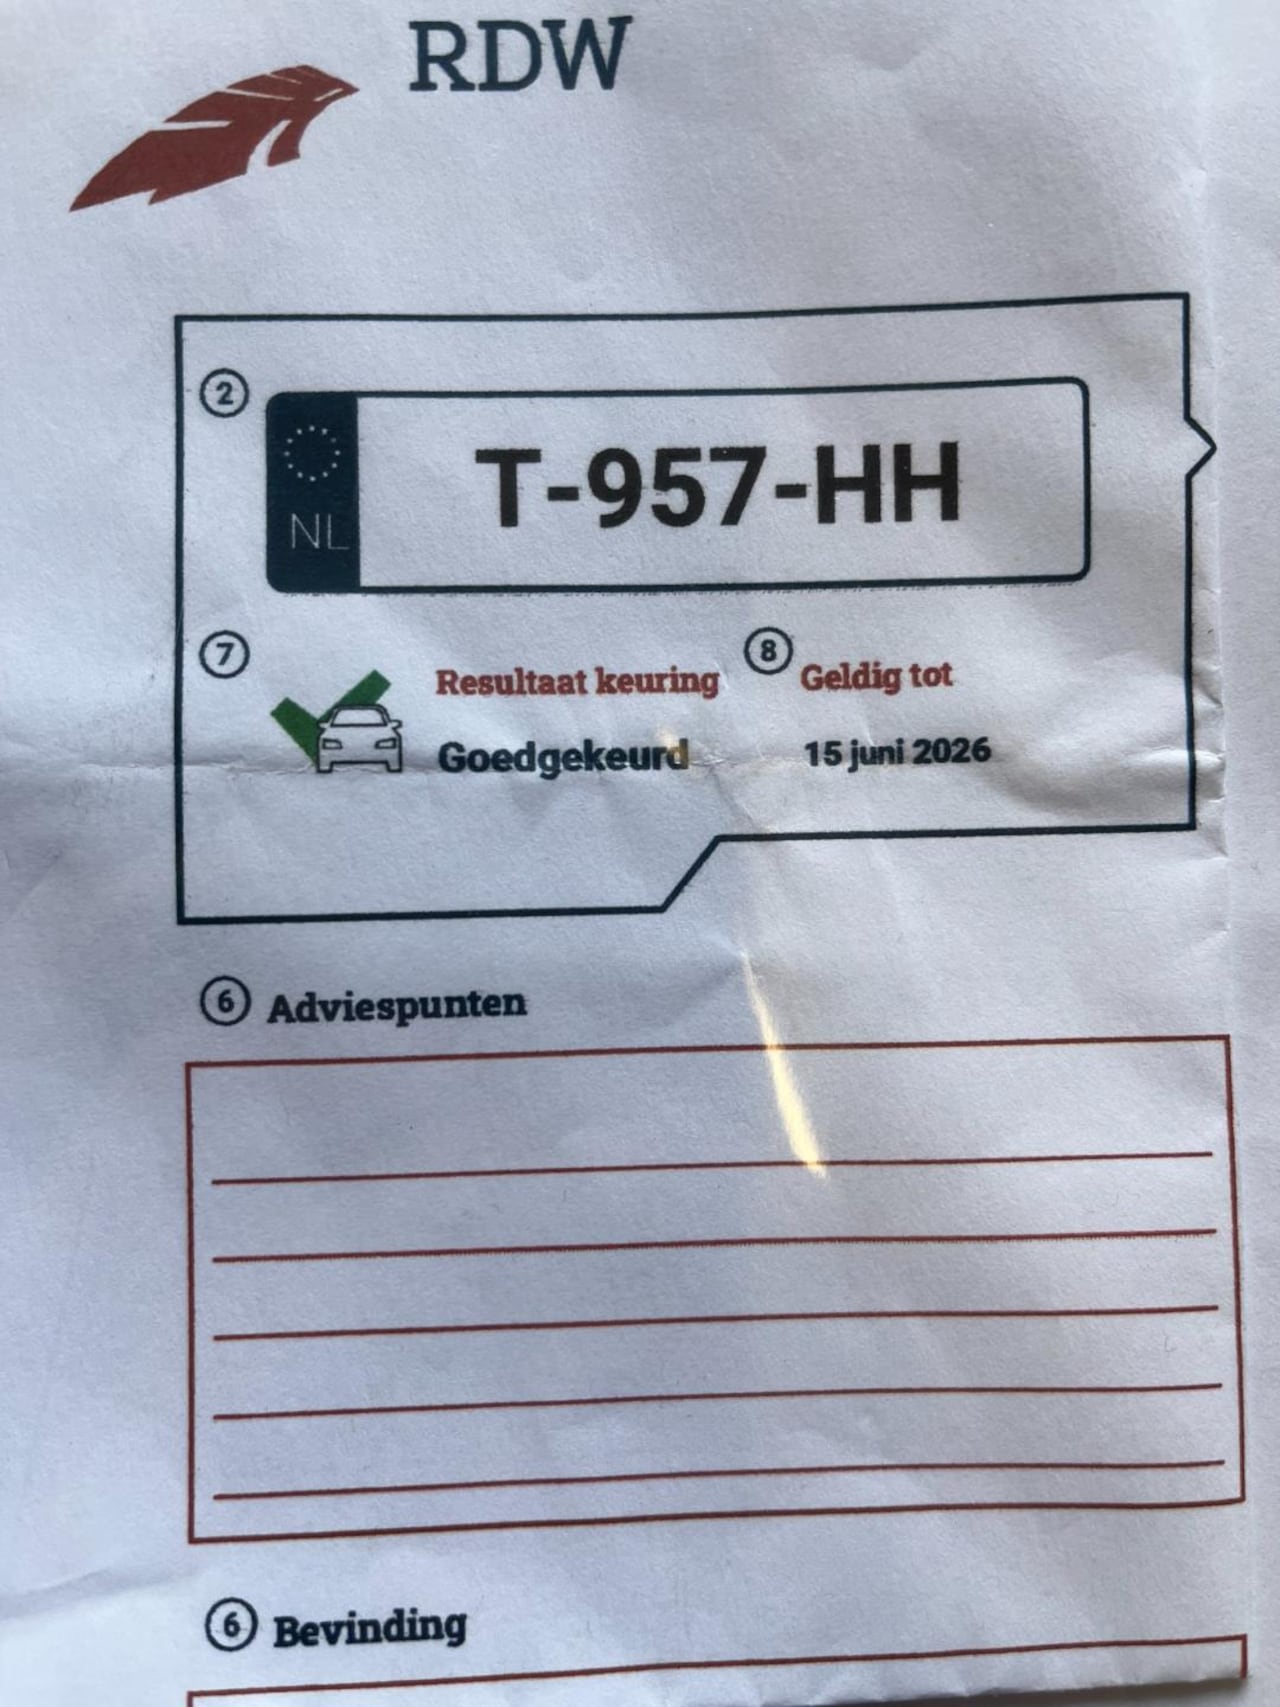 RDW
2
NL
T-957-HH
7
Resultaat keuring
8
Geldig tot
Goedgekeurd
15 juni 2026
6 Adviespunten
6 Bevinding